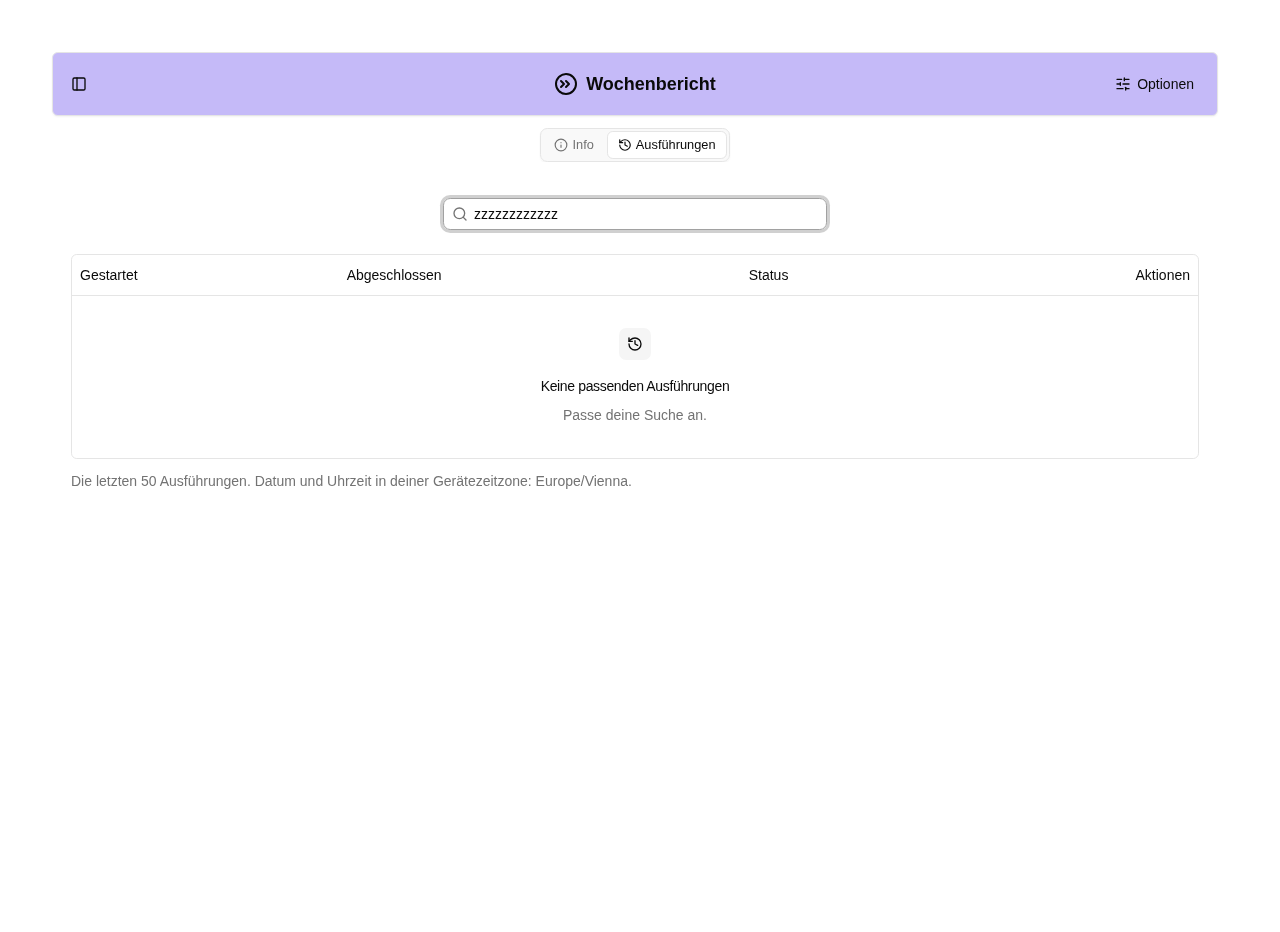 Wochenbericht
Optionen
Info
Ausführungen
zzzzzzzzzzzz
Gestartet Abgeschlossen Status Aktionen
Keine passenden Ausführungen
Passe deine Suche an.
Die letzten 50 Ausführungen. Datum und Uhrzeit in deiner Gerätezeitzone: Europe/Vienna.